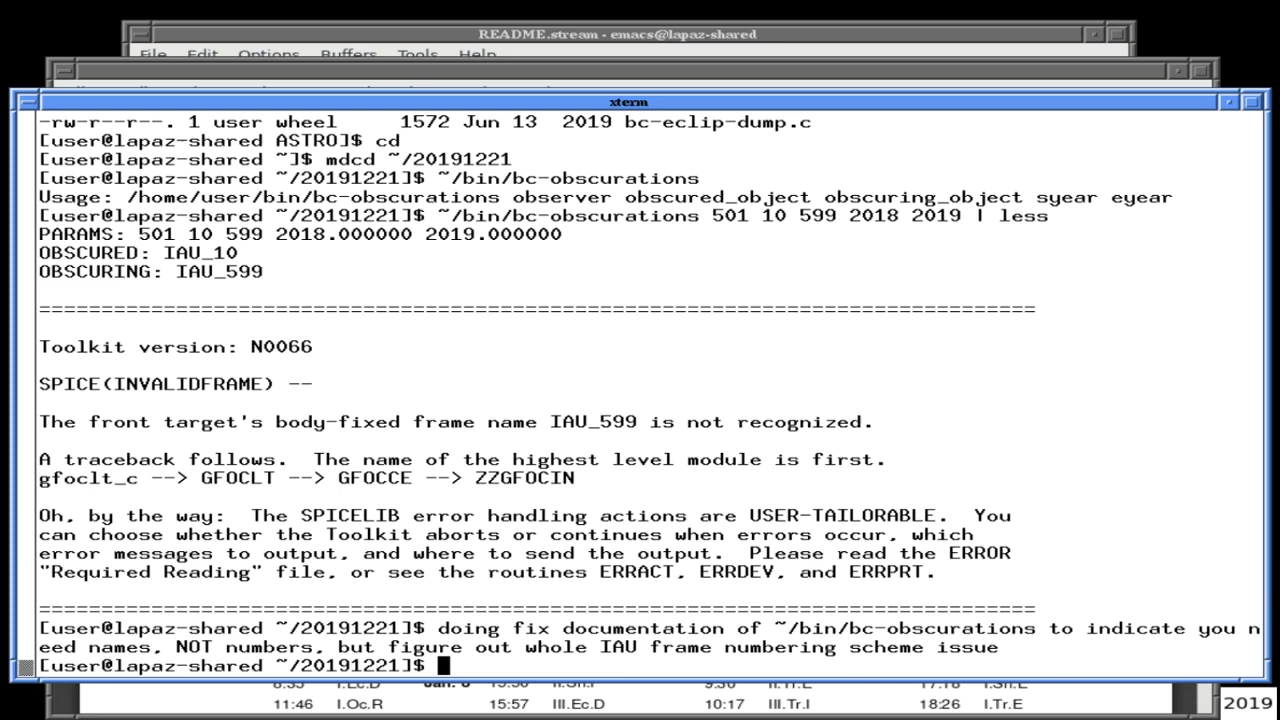 README.stream - emacs@lapaz-shared
File Edit Options Buffers Tools Help
xterm
-rw-r--r--. 1 user wheel 1572 Jun 13 2019 bc-eclip-dump.c
[user@lapaz-shared ASTRO]$ cd
[user@lapaz-shared ~]$ mdcd ~/20191221
[user@lapaz-shared ~/20191221]$ ~/bin/bc-obscurations
Usage: /home/user/bin/bc-obscurations observer obscured_object obscuring_object syear eyear
[user@lapaz-shared ~/20191221]$ ~/bin/bc-obscurations 501 10 599 2018 2019 | less
PARAMS: 501 10 599 2018.000000 2019.000000
OBSCURED: IAU_10
OBSCURING: IAU_599
================================================================================
Toolkit version: N0066
SPICE(INVALIDFRAME) --
The front target's body-fixed frame name IAU_599 is not recognized.
A traceback follows. The name of the highest level module is first.
gfoclt_c --> GFOCLT --> GFOCCE --> ZZGFOCIN
Oh, by the way: The SPICELIB error handling actions are USER-TAILORABLE. You
can choose whether the Toolkit aborts or continues when errors occur, which
error messages to output, and where to send the output. Please read the ERROR
"Required Reading" file, or see the routines ERRACT, ERRDEV, and ERRPRT.
================================================================================
[user@lapaz-shared ~/20191221]$ doing fix documentation of ~/bin/bc-obscurations to indicate you n
eed names, NOT numbers, but figure out whole IAU frame numbering scheme issue
[user@lapaz-shared ~/20191221]$
11:46 I.Oc.R 15:57 III.Ec.D 10:17 III.Tr.I 18:26 I.Tr.E
2019